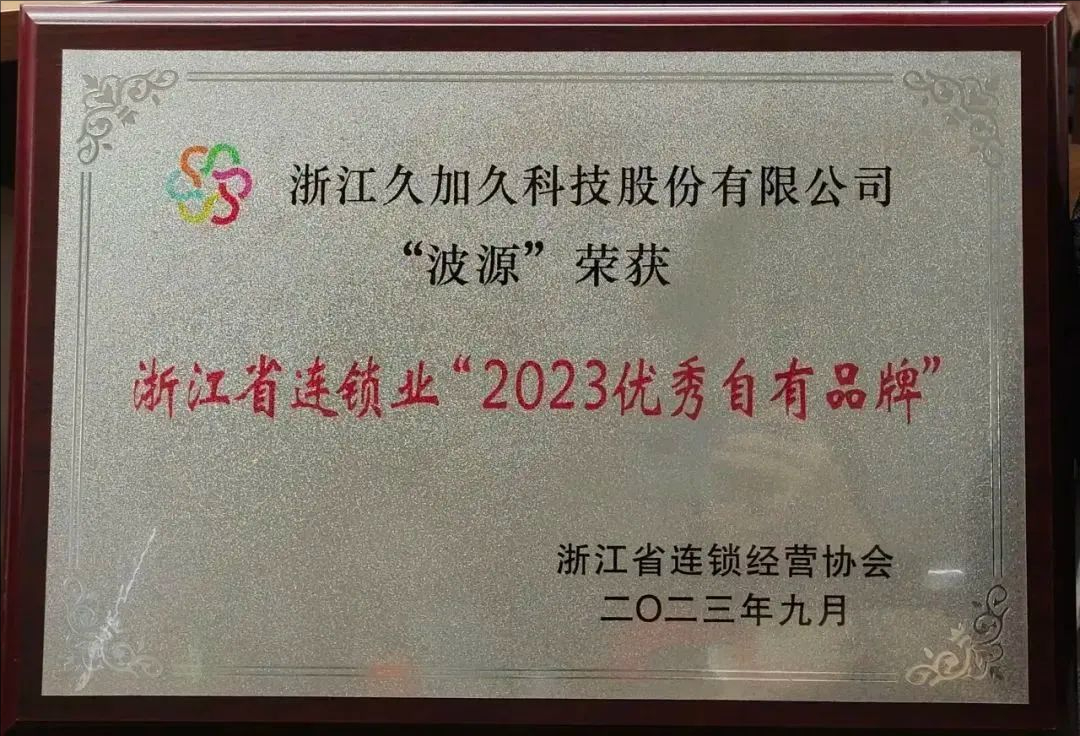 浙江久加久科技股份有限公司
“波源”荣获
浙江省连锁业“2023优秀自有品牌”
浙江省连锁经营协会
二〇二三年九月